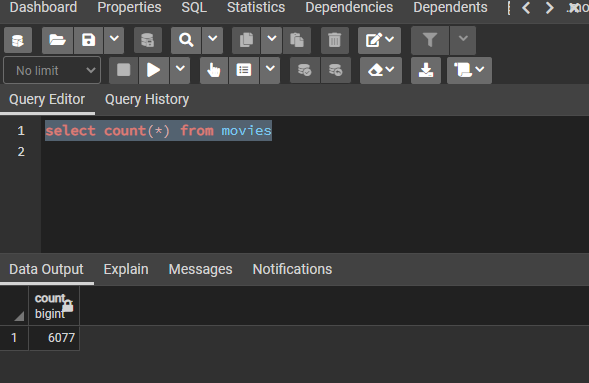 Dashboard Properties SQL Statistics Dependencies Dependents
No limit
Query Editor Query History
1 select count(*) from movies
2
Data Output Explain Messages Notifications
count
bigint
1 6077